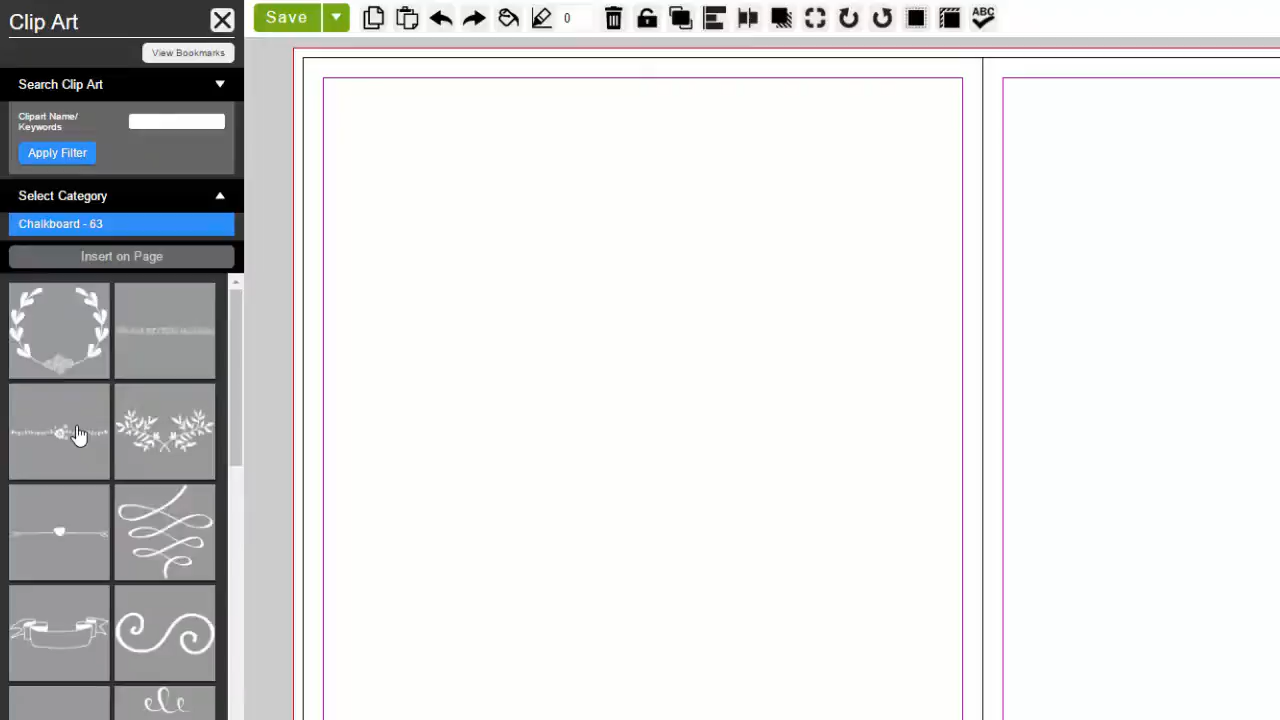 Clip Art
Save
0
ABC
View Bookmarks
Search Clip Art
Clipart Name/
Keywords
Apply Filter
Select Category
Chalkboard - 63
Insert on Page